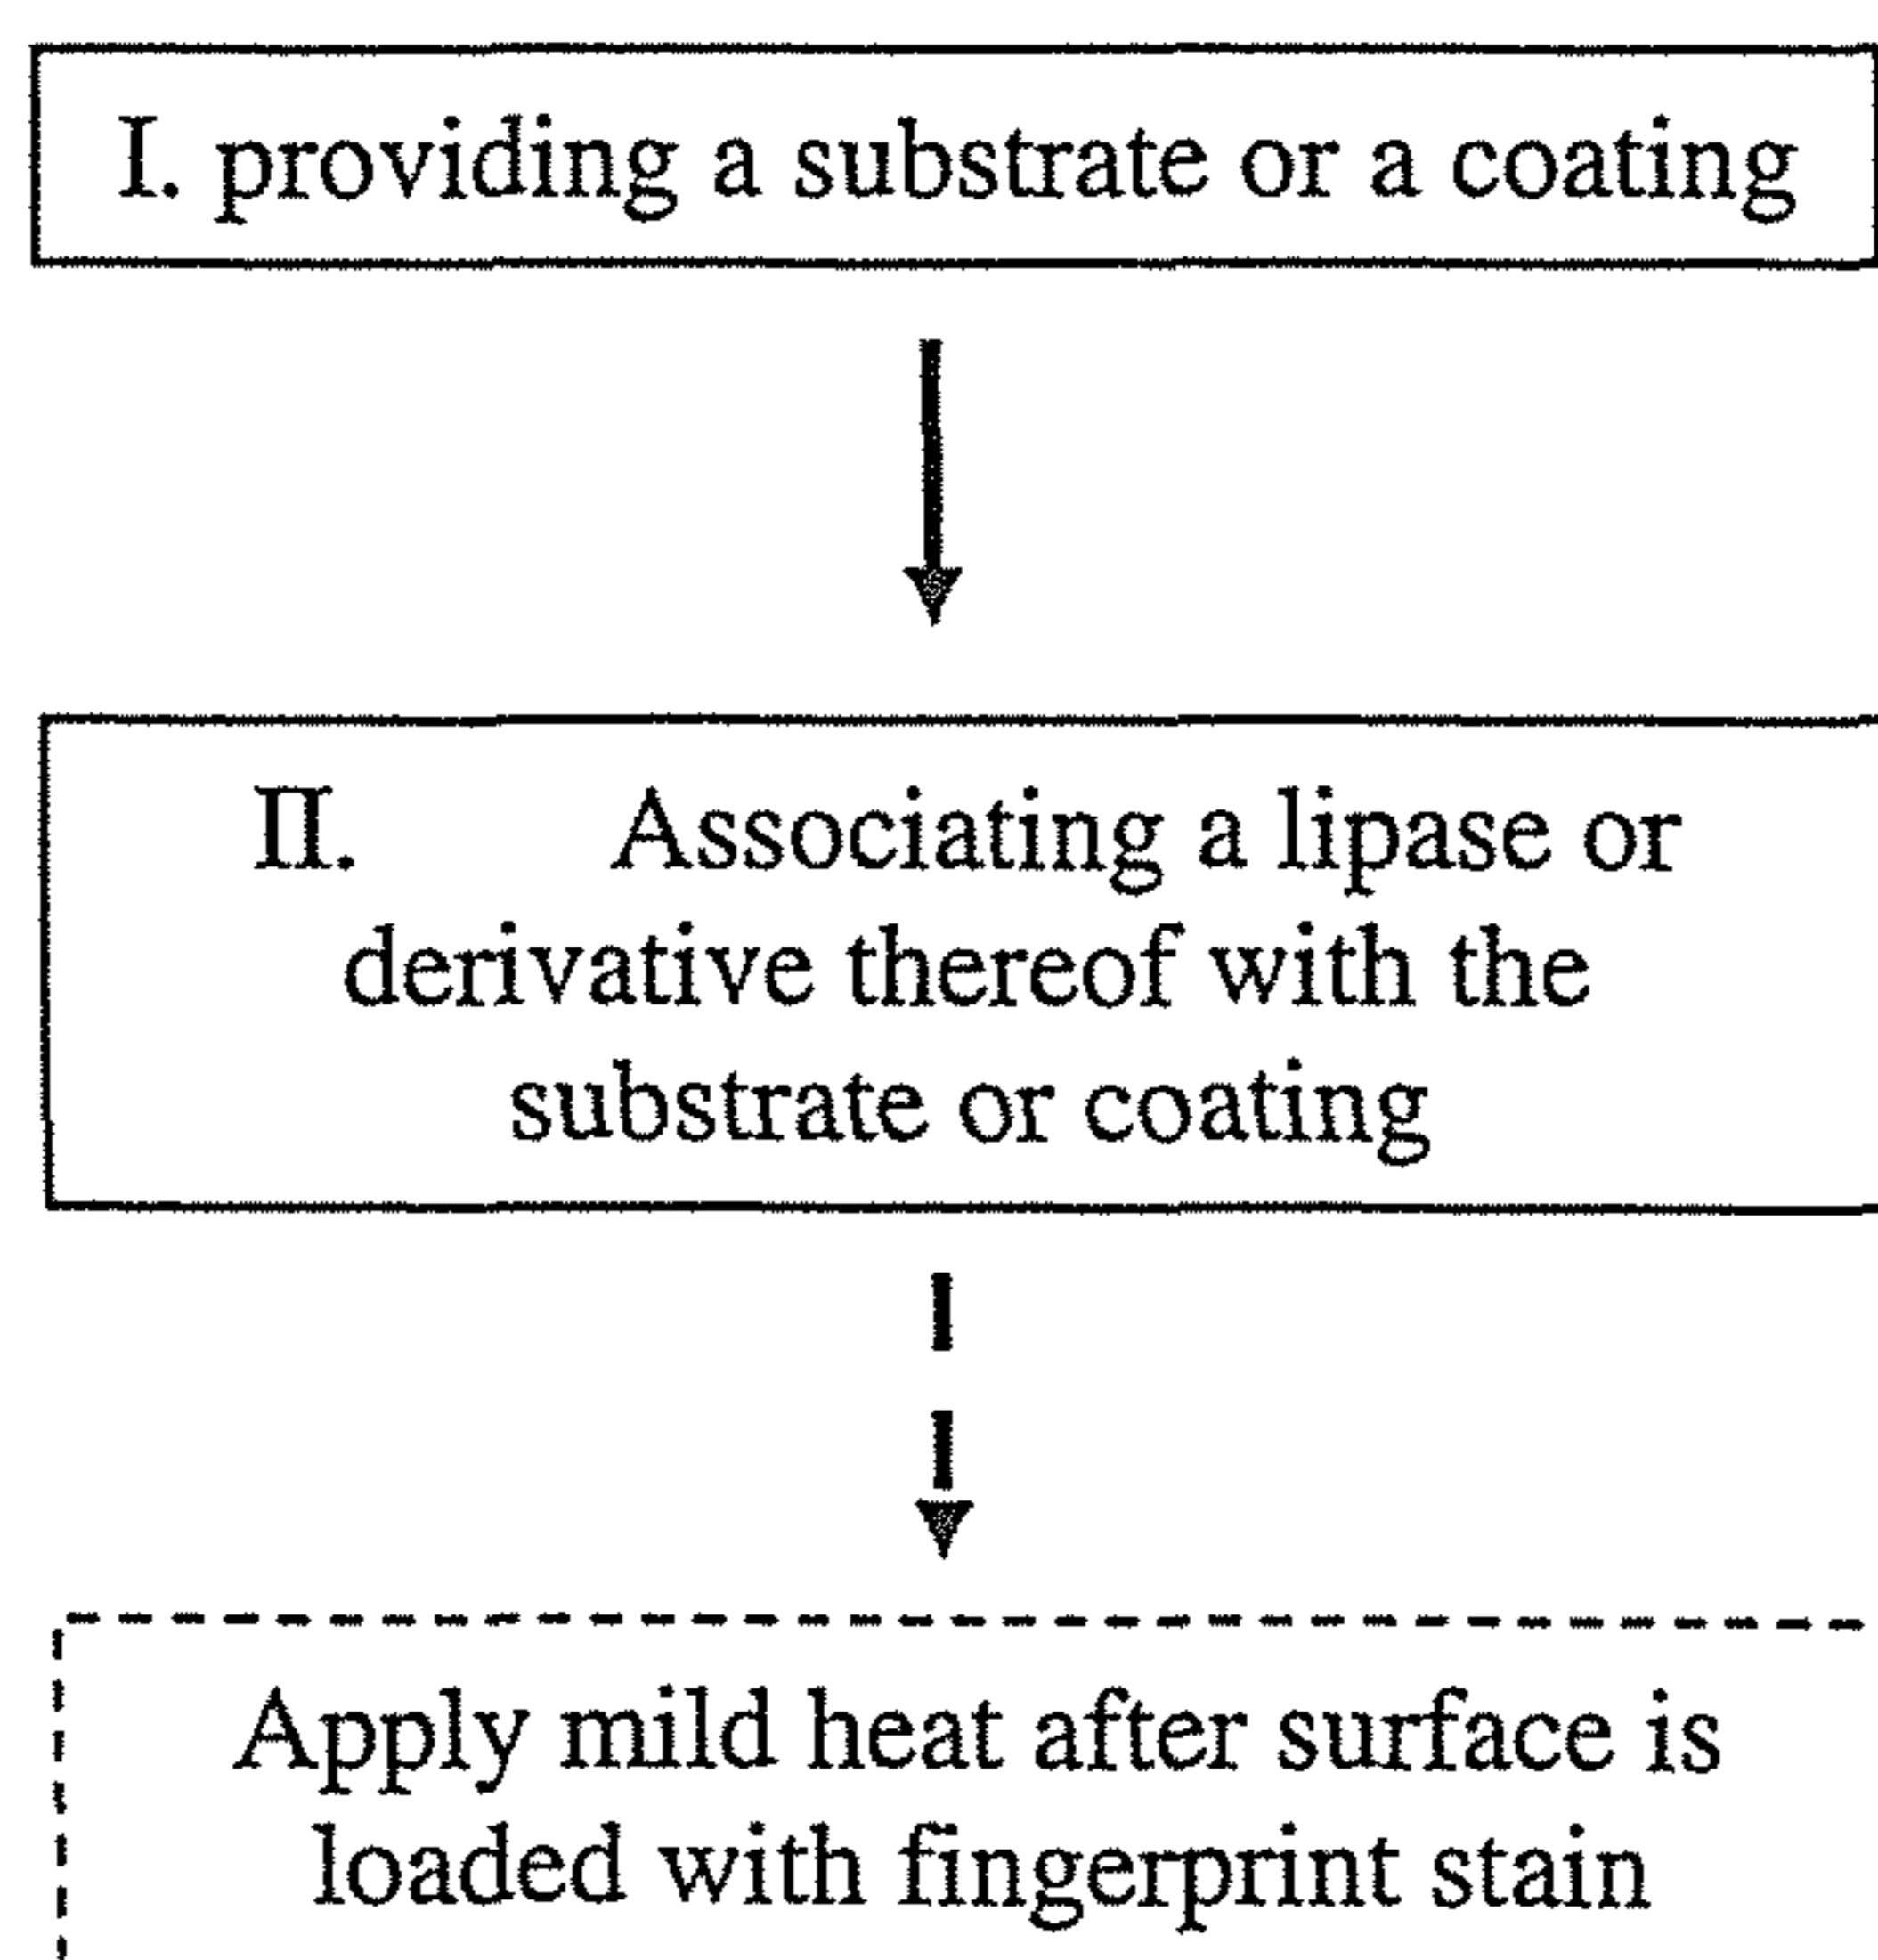 I. providing a substrate or a coating
II. Associating a lipase or
derivative thereof with the
substrate or coating
Apply mild heat after surface is
loaded with fingerprint stain